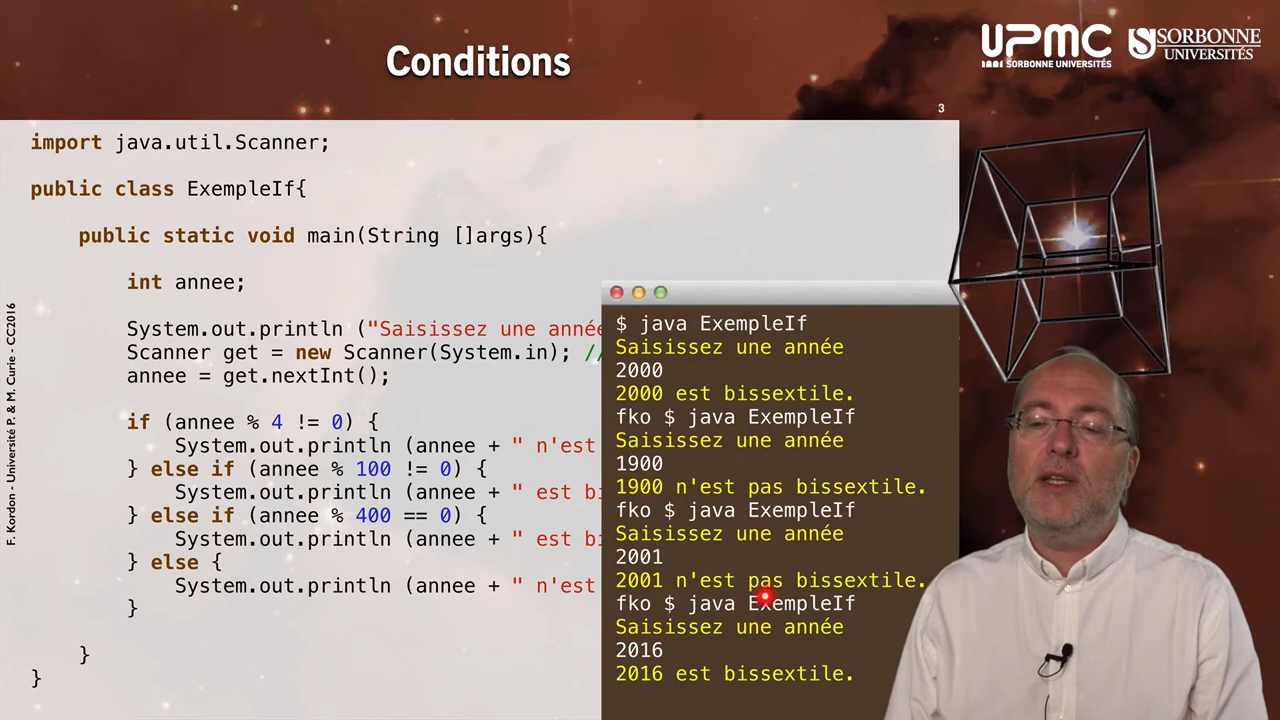 Conditions
UPMC
SORBONNE UNIVERSITÉS
SORBONNE
UNIVERSITÉS
3
import java.util.Scanner;
public class ExempleIf{
public static void main(String []args){
int annee;
System.out.println ("Saisissez une année
Scanner get = new Scanner(System.in); //
annee = get.nextInt();
if (annee % 4 != 0) {
System.out.println (annee + " n'est
} else if (annee % 100 != 0) {
System.out.println (annee + " est bi
} else if (annee % 400 == 0) {
System.out.println (annee + " est bi
} else {
System.out.println (annee + " n'est
}
}
}
$ java ExempleIf
Saisissez une année
2000
2000 est bissextile.
fko $ java ExempleIf
Saisissez une année
1900
1900 n'est pas bissextile.
fko $ java ExempleIf
Saisissez une année
2001
2001 n'est pas bissextile.
fko $ java ExempleIf
Saisissez une année
2016
2016 est bissextile.
F. Kordon - Université P. & M. Curie - CC2016